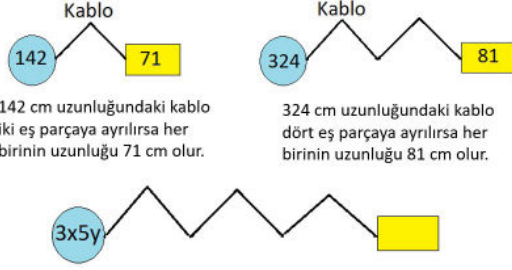 Kablo
142
71
142 cm uzunluğundaki kablo
iki eş parçaya ayrılırsa her
birinin uzunluğu 71 cm olur.
Kablo
324
81
324 cm uzunluğundaki kablo
dört eş parçaya ayrılırsa her
birinin uzunluğu 81 cm olur.
3x5y